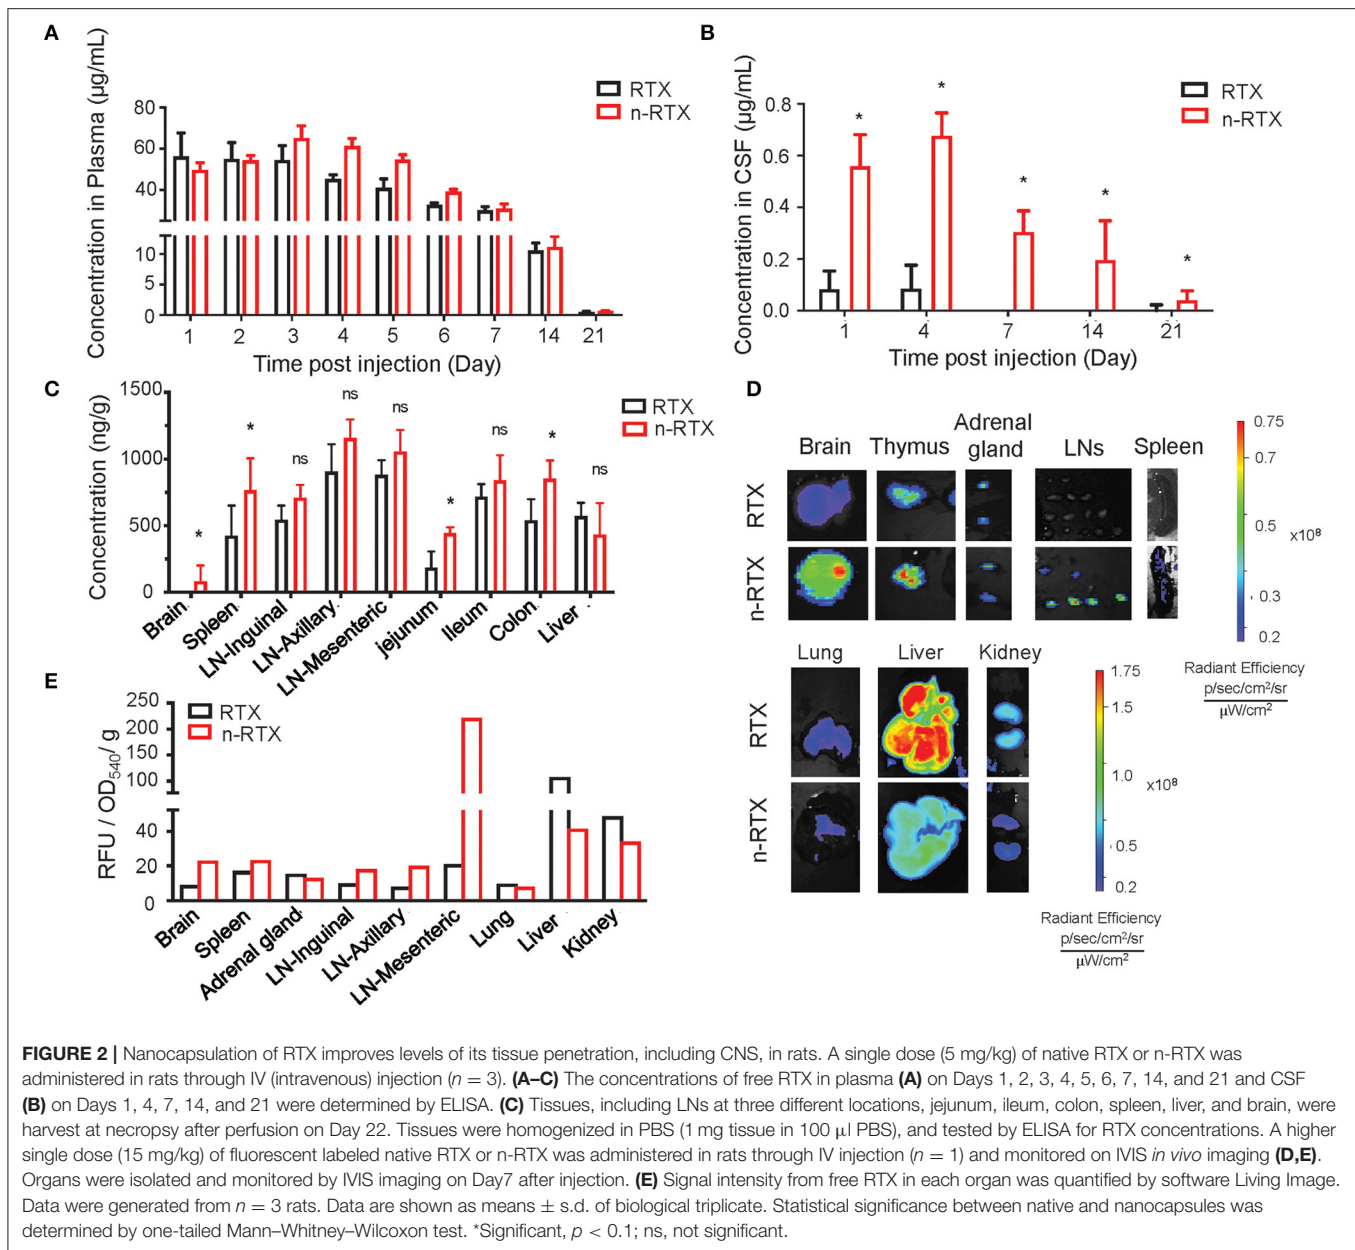 A
Concentration in Plasma (µg/mL)
80
60
40
10
5
0
RTX
n-RTX
1 2 3 4 5 6 7 14 21
Time post injection (Day)
B
Concentration in CSF (µg/mL)
0.8
0.6
0.4
0.2
0.0
RTX
n-RTX
* * * * *
1 4 7 14 21
Time post injection (Day)
C
Concentration (ng/g)
1500
1000
500
0
RTX
n-RTX
* * ns ns ns * ns * ns
Brain
Spleen
LN-Inguinal
LN-Axillary
LN-Mesenteric
jejunum
Ileum
Colon
Liver
D
Brain Thymus Adrenal gland LNs Spleen
RTX
n-RTX
0.75
0.7
0.5
0.3
0.2
x10⁸
Radiant Efficiency
p/sec/cm²/sr
µW/cm²
Lung Liver Kidney
RTX
n-RTX
1.75
1.5
1.0
0.5
0.2
x10⁸
Radiant Efficiency
p/sec/cm²/sr
µW/cm²
E
RFU / OD₅₄₀/ g
250
200
150
100
40
20
0
RTX
n-RTX
Brain
Spleen
Adrenal gland
LN-Inguinal
LN-Axillary
LN-Mesenteric
Lung
Liver
Kidney
FIGURE 2 | Nanocapsulation of RTX improves levels of its tissue penetration, including CNS, in rats. A single dose (5 mg/kg) of native RTX or n-RTX was
administered in rats through IV (intravenous) injection (n = 3). (A–C) The concentrations of free RTX in plasma (A) on Days 1, 2, 3, 4, 5, 6, 7, 14, and 21 and CSF
(B) on Days 1, 4, 7, 14, and 21 were determined by ELISA. (C) Tissues, including LNs at three different locations, jejunum, ileum, colon, spleen, liver, and brain, were
harvest at necropsy after perfusion on Day 22. Tissues were homogenized in PBS (1 mg tissue in 100 µl PBS), and tested by ELISA for RTX concentrations. A higher
single dose (15 mg/kg) of fluorescent labeled native RTX or n-RTX was administered in rats through IV injection (n = 1) and monitored on IVIS in vivo imaging (D,E).
Organs were isolated and monitored by IVIS imaging on Day7 after injection. (E) Signal intensity from free RTX in each organ was quantified by software Living Image.
Data were generated from n = 3 rats. Data are shown as means ± s.d. of biological triplicate. Statistical significance between native and nanocapsules was
determined by one-tailed Mann–Whitney–Wilcoxon test. *Significant, p < 0.1; ns, not significant.